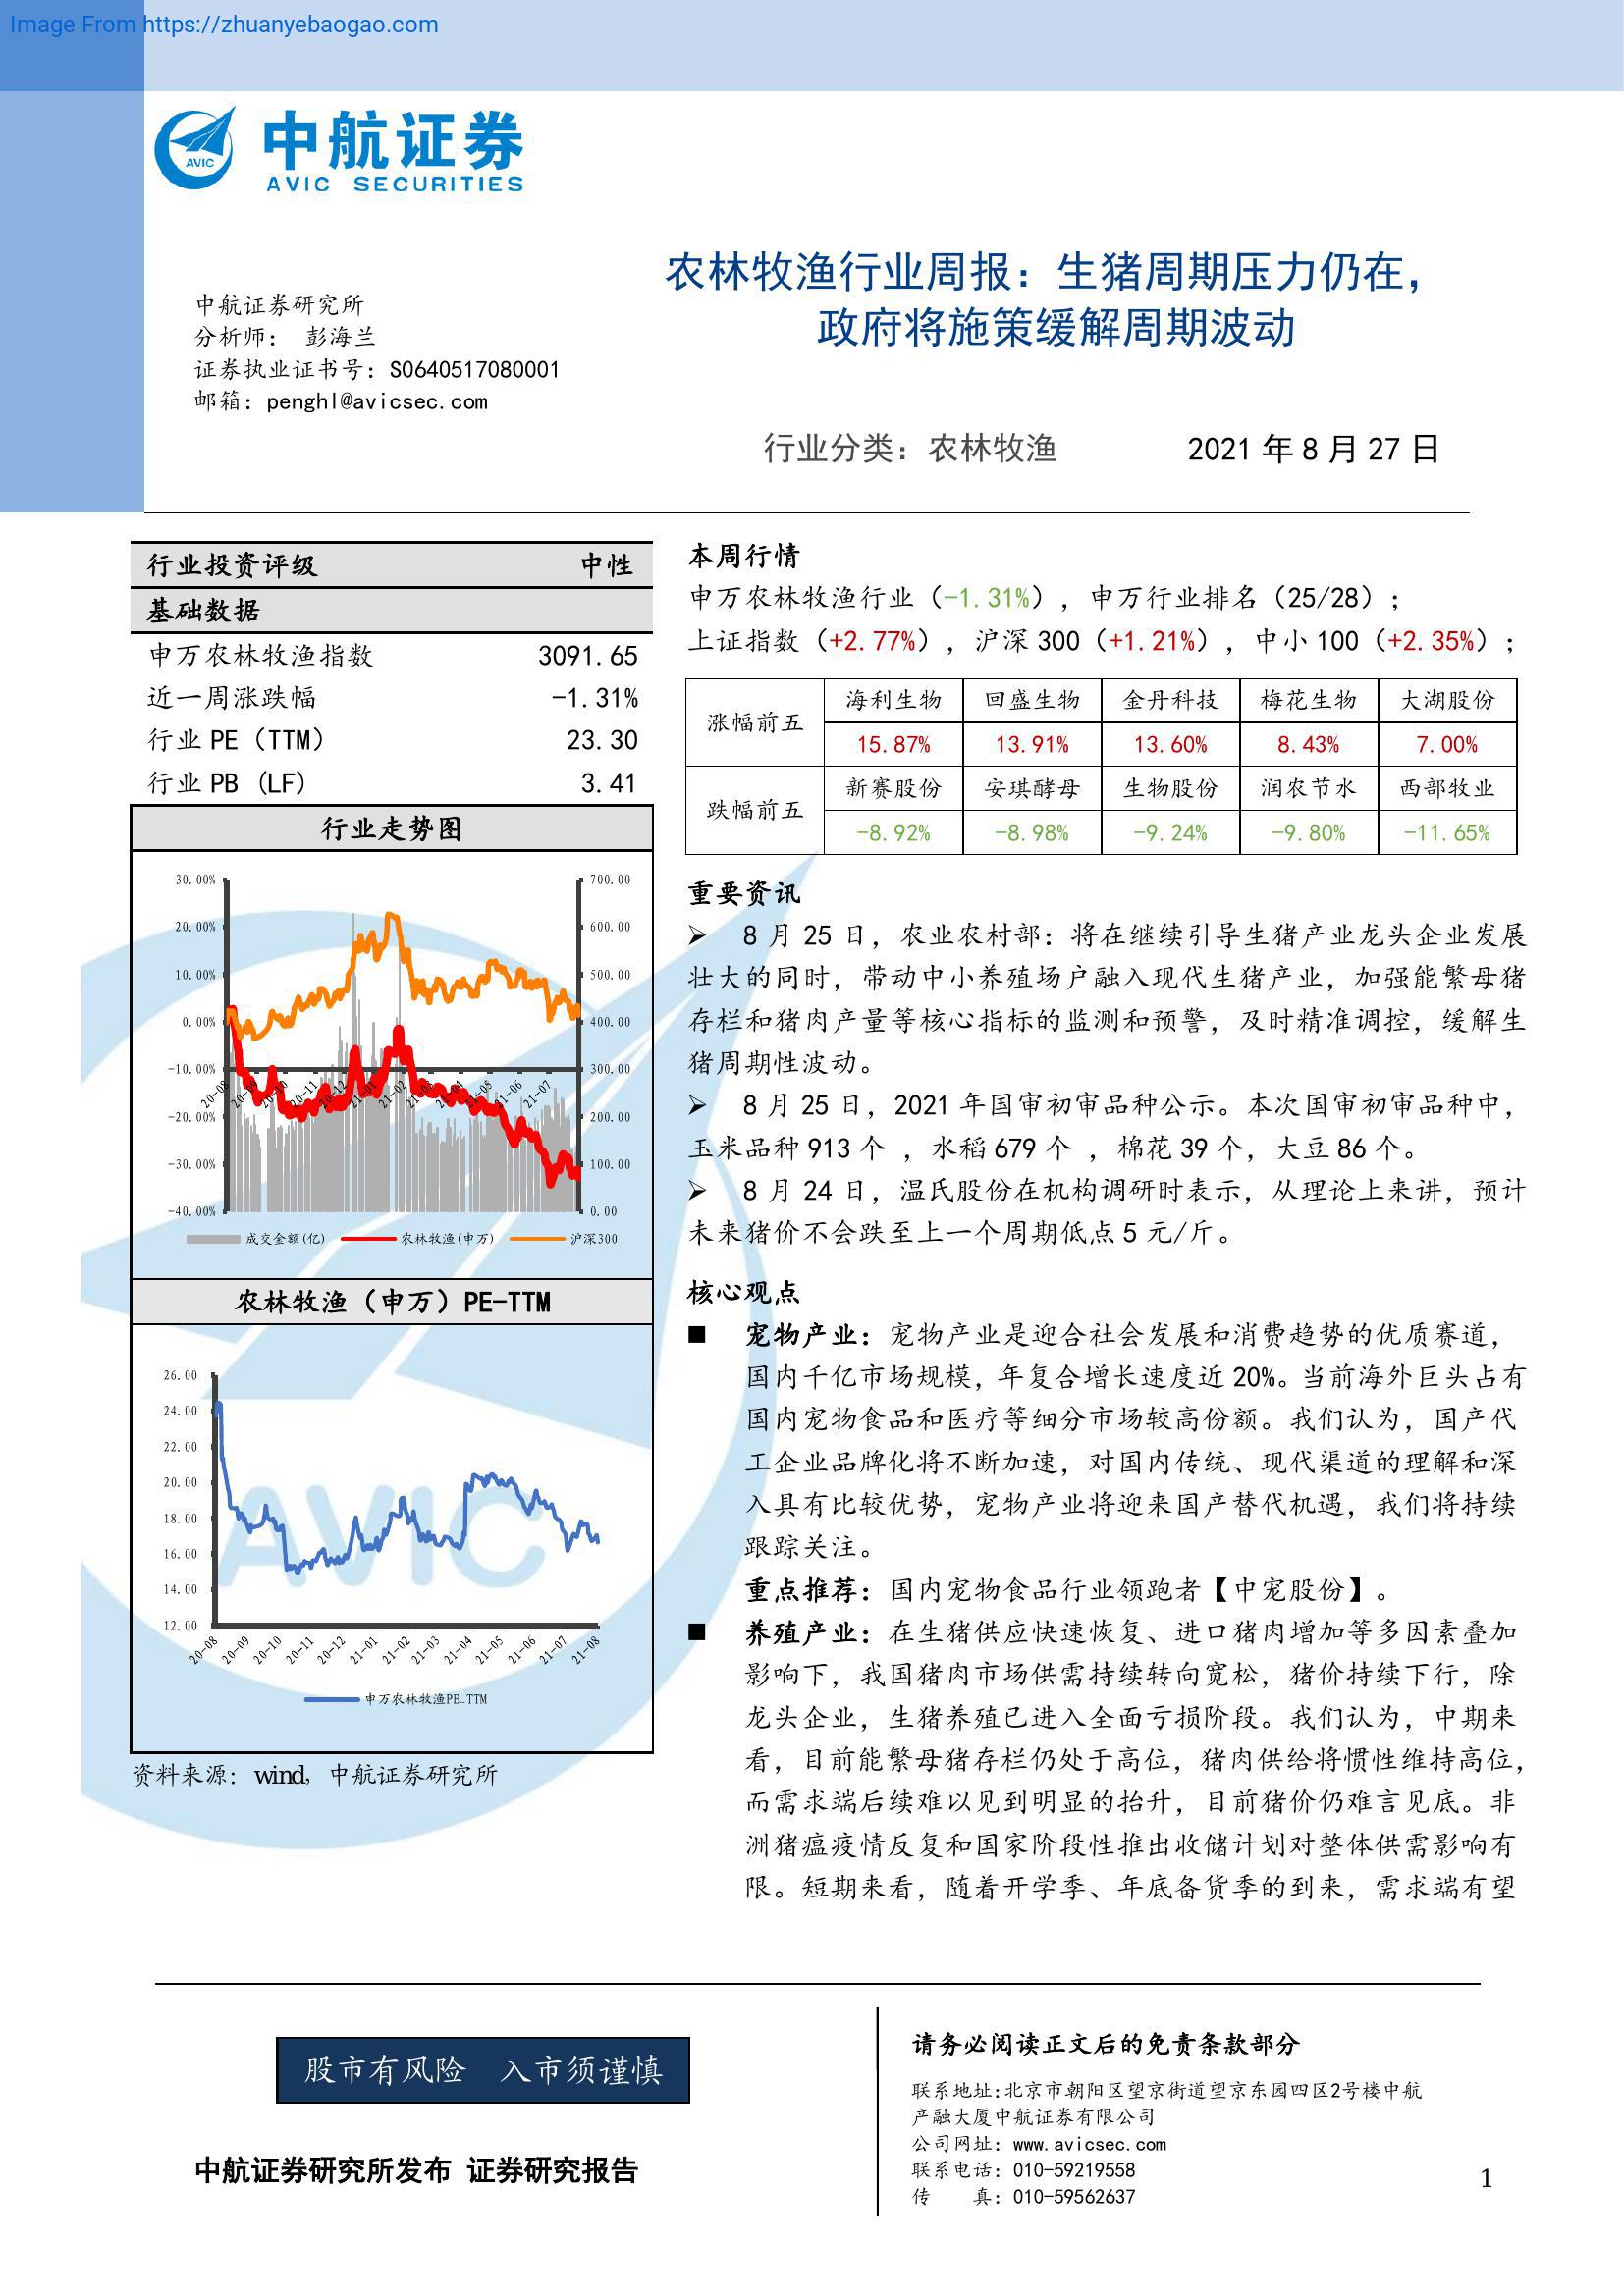 Image From https://zhuanyebaogao.com
AVIC
中航证券
AVIC SECURITIES
农林牧渔行业周报：生猪周期压力仍在，
政府将施策缓解周期波动
中航证券研究所
分析师： 彭海兰
证券执业证书号：S0640517080001
邮箱：penghl@avicsec.com
行业分类：农林牧渔 2021 年 8 月 27 日
行业投资评级 中性
基础数据
申万农林牧渔指数 3091.65
近一周涨跌幅 -1.31%
行业 PE（TTM） 23.30
行业 PB (LF) 3.41
行业走势图
30.00% 700.00
20.00% 600.00
10.00% 500.00
0.00% 400.00
-10.00% 300.00
20-08 20-09 20-10 20-11 20-12 21-01 21-02 21-03 21-04 21-05 21-06 21-07
-20.00% 200.00
-30.00% 100.00
-40.00% 0.00
成交金额(亿) 农林牧渔(申万) 沪深300
农林牧渔（申万）PE-TTM
26.00
24.00
22.00
20.00
18.00
16.00
14.00
12.00
20-08 20-09 20-10 20-11 20-12 21-01 21-02 21-03 21-04 21-05 21-06 21-07 21-08
申万农林牧渔PE-TTM
AVIC
资料来源：wind，中航证券研究所
本周行情
申万农林牧渔行业（-1.31%），申万行业排名（25/28）；
上证指数（+2.77%），沪深 300（+1.21%），中小 100（+2.35%）；
涨幅前五 海利生物 回盛生物 金丹科技 梅花生物 大湖股份
15.87% 13.91% 13.60% 8.43% 7.00%
跌幅前五 新赛股份 安琪酵母 生物股份 润农节水 西部牧业
-8.92% -8.98% -9.24% -9.80% -11.65%
重要资讯
➢ 8 月 25 日，农业农村部：将在继续引导生猪产业龙头企业发展
壮大的同时，带动中小养殖场户融入现代生猪产业，加强能繁母猪
存栏和猪肉产量等核心指标的监测和预警，及时精准调控，缓解生
猪周期性波动。
➢ 8 月 25 日，2021 年国审初审品种公示。本次国审初审品种中，
玉米品种 913 个 ，水稻 679 个 ，棉花 39 个，大豆 86 个。
➢ 8 月 24 日，温氏股份在机构调研时表示，从理论上来讲，预计
未来猪价不会跌至上一个周期低点 5 元/斤。
核心观点
■ 宠物产业：宠物产业是迎合社会发展和消费趋势的优质赛道，
国内千亿市场规模，年复合增长速度近 20%。当前海外巨头占有
国内宠物食品和医疗等细分市场较高份额。我们认为，国产代
工企业品牌化将不断加速，对国内传统、现代渠道的理解和深
入具有比较优势，宠物产业将迎来国产替代机遇，我们将持续
跟踪关注。
重点推荐：国内宠物食品行业领跑者【中宠股份】。
■ 养殖产业：在生猪供应快速恢复、进口猪肉增加等多因素叠加
影响下，我国猪肉市场供需持续转向宽松，猪价持续下行，除
龙头企业，生猪养殖已进入全面亏损阶段。我们认为，中期来
看，目前能繁母猪存栏仍处于高位，猪肉供给将惯性维持高位，
而需求端后续难以见到明显的抬升，目前猪价仍难言见底。非
洲猪瘟疫情反复和国家阶段性推出收储计划对整体供需影响有
限。短期来看，随着开学季、年底备货季的到来，需求端有望
股市有风险 入市须谨慎
中航证券研究所发布 证券研究报告
请务必阅读正文后的免责条款部分
联系地址:北京市朝阳区望京街道望京东园四区2号楼中航
产融大厦中航证券有限公司
公司网址：www.avicsec.com
联系电话：010-59219558
传 真：010-59562637
1